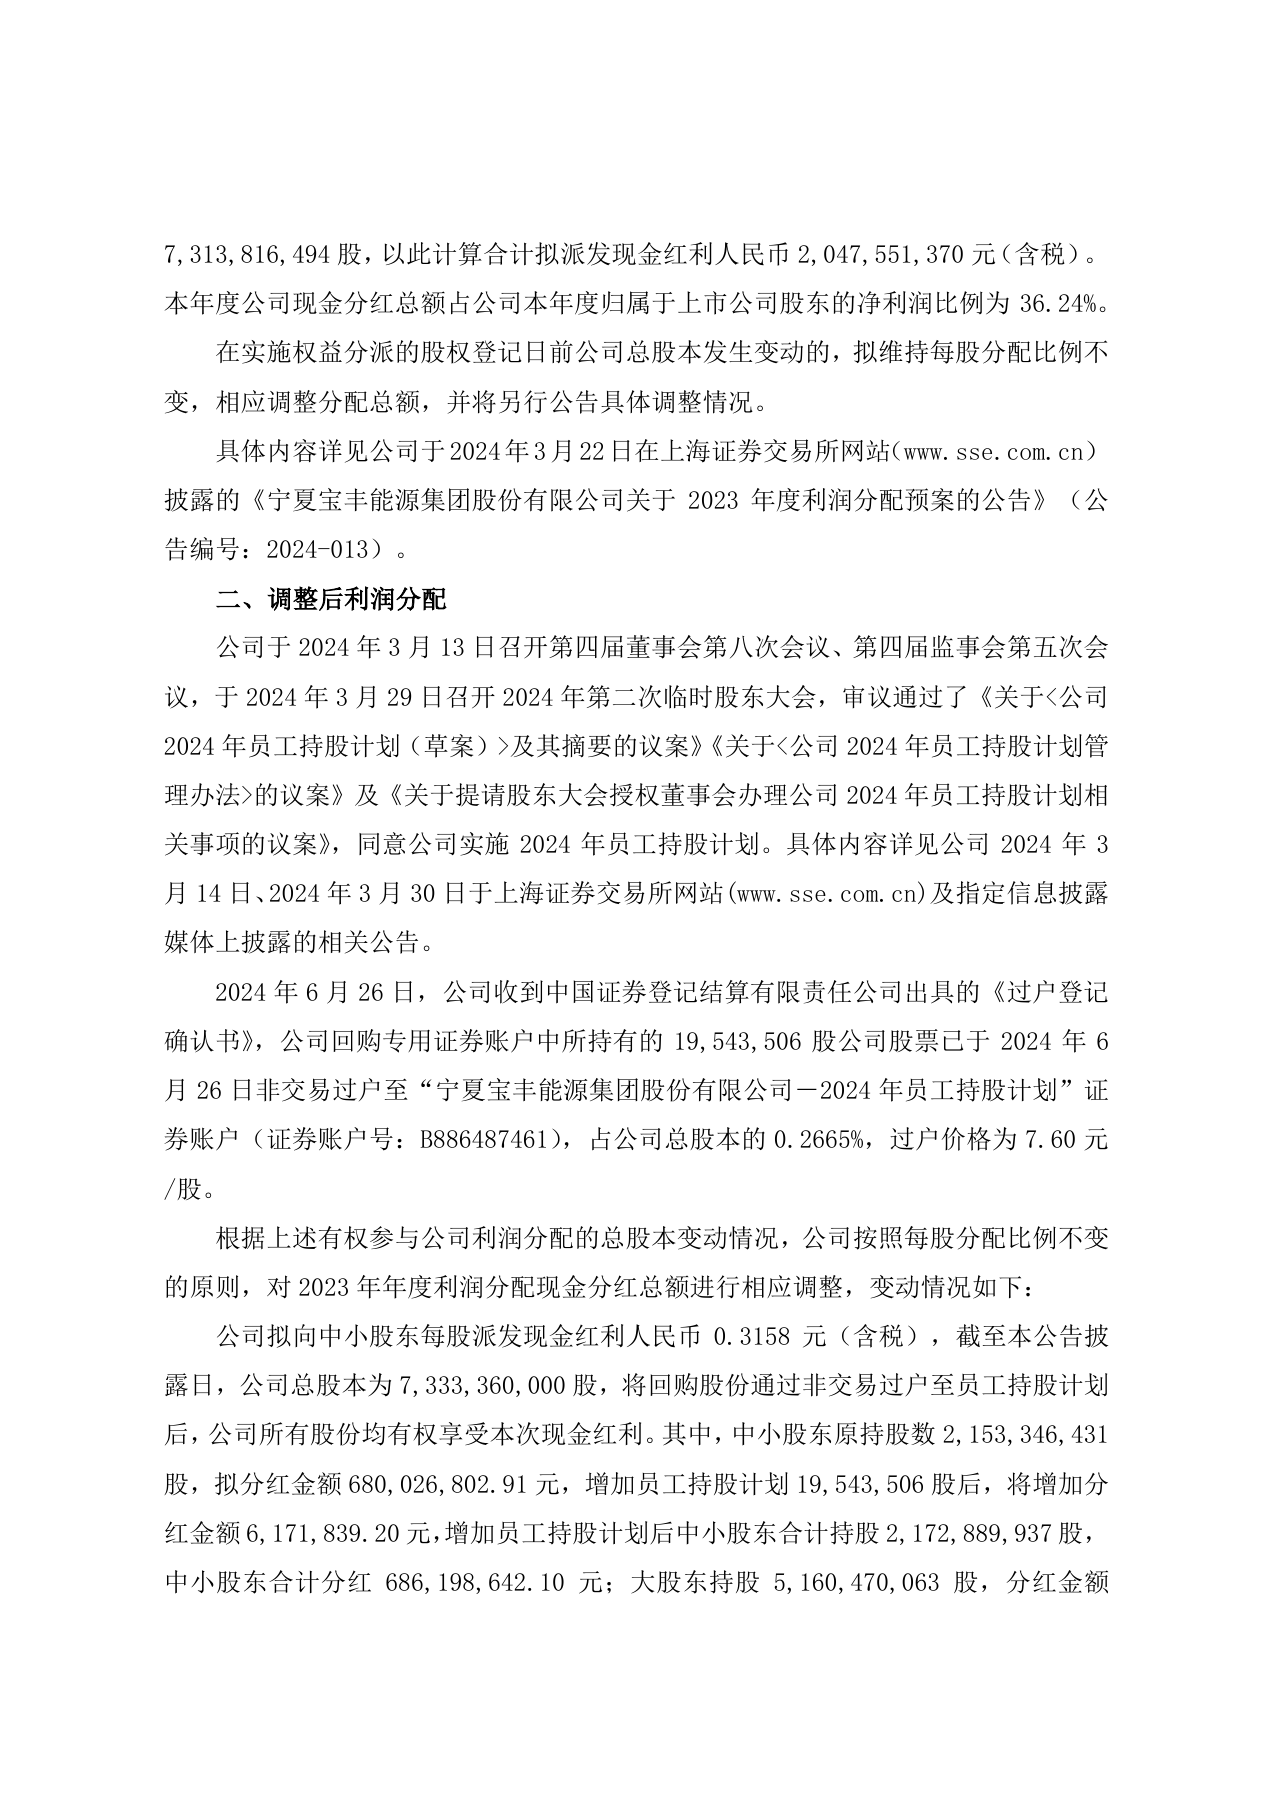 7,313,816,494 股，以此计算合计拟派发现金红利人民币 2,047,551,370 元（含税）。
本年度公司现金分红总额占公司本年度归属于上市公司股东的净利润比例为 36.24%。
在实施权益分派的股权登记日前公司总股本发生变动的，拟维持每股分配比例不
变，相应调整分配总额，并将另行公告具体调整情况。
具体内容详见公司于 2024 年 3 月 22 日在上海证券交易所网站（www.sse.com.cn）
披露的《宁夏宝丰能源集团股份有限公司关于 2023 年度利润分配预案的公告》（公
告编号：2024-013）。
二、调整后利润分配
公司于 2024 年 3 月 13 日召开第四届董事会第八次会议、第四届监事会第五次会
议，于 2024 年 3 月 29 日召开 2024 年第二次临时股东大会，审议通过了《关于<公司
2024 年员工持股计划（草案）>及其摘要的议案》《关于<公司 2024 年员工持股计划管
理办法>的议案》及《关于提请股东大会授权董事会办理公司 2024 年员工持股计划相
关事项的议案》，同意公司实施 2024 年员工持股计划。具体内容详见公司 2024 年 3
月 14 日、2024 年 3 月 30 日于上海证券交易所网站(www.sse.com.cn)及指定信息披露
媒体上披露的相关公告。
2024 年 6 月 26 日，公司收到中国证券登记结算有限责任公司出具的《过户登记
确认书》，公司回购专用证券账户中所持有的 19,543,506 股公司股票已于 2024 年 6
月 26 日非交易过户至“宁夏宝丰能源集团股份有限公司－2024 年员工持股计划”证
券账户（证券账户号：B886487461），占公司总股本的 0.2665%，过户价格为 7.60 元
/股。
根据上述有权参与公司利润分配的总股本变动情况，公司按照每股分配比例不变
的原则，对 2023 年年度利润分配现金分红总额进行相应调整，变动情况如下：
公司拟向中小股东每股派发现金红利人民币 0.3158 元（含税），截至本公告披
露日，公司总股本为 7,333,360,000 股，将回购股份通过非交易过户至员工持股计划
后，公司所有股份均有权享受本次现金红利。其中，中小股东原持股数 2,153,346,431
股，拟分红金额 680,026,802.91 元，增加员工持股计划 19,543,506 股后，将增加分
红金额 6,171,839.20 元，增加员工持股计划后中小股东合计持股 2,172,889,937 股，
中小股东合计分红 686,198,642.10 元；大股东持股 5,160,470,063 股，分红金额